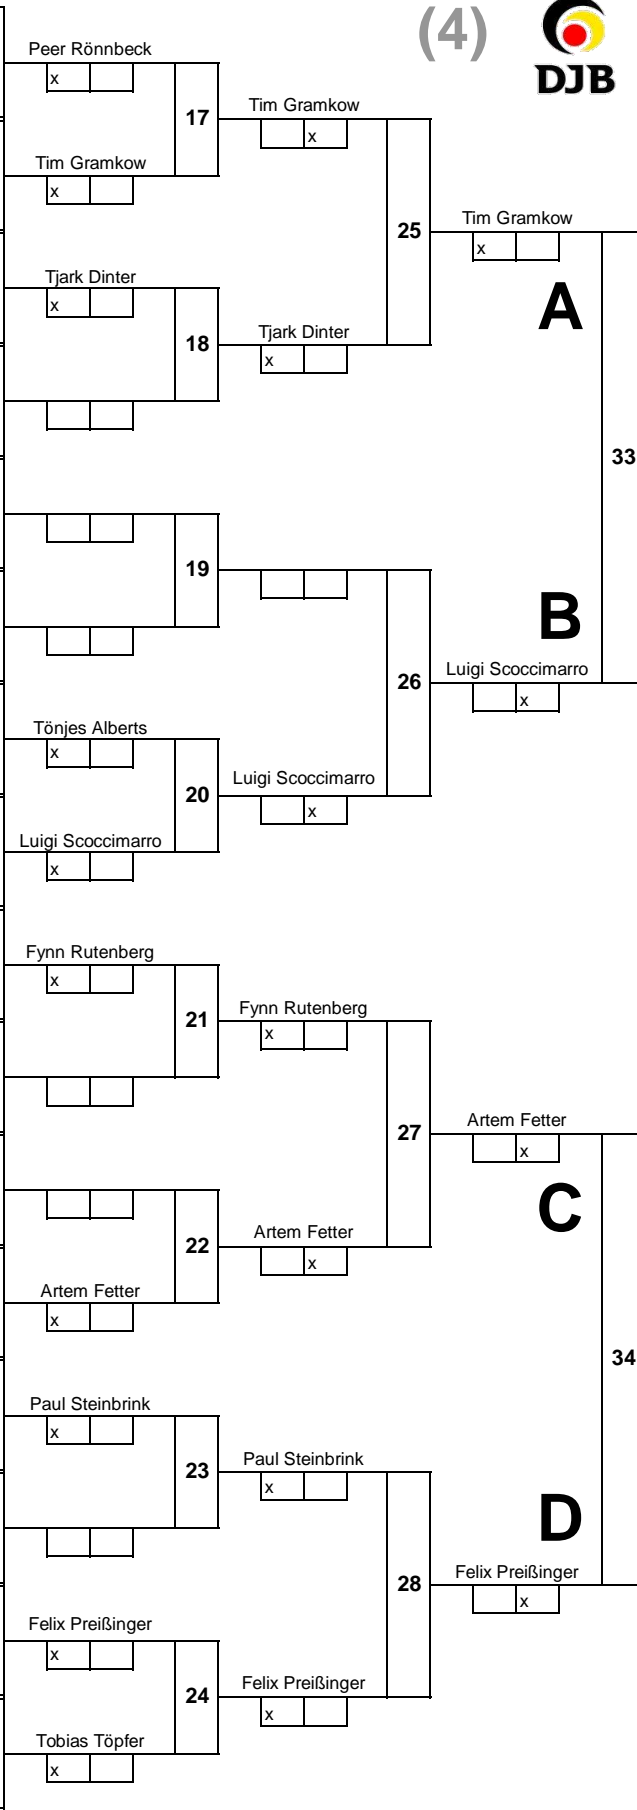 (4)
DJB
Peer Rönnbeck
x
17
Tim Gramkow
x
Tim Gramkow
x
25
Tim Gramkow
x
A
Tjark Dinter
x
18
Tjark Dinter
x
33
19
B
26
Luigi Scoccimarro
x
Tönjes Alberts
x
20
Luigi Scoccimarro
x
Luigi Scoccimarro
x
Fynn Rutenberg
x
21
Fynn Rutenberg
x
27
Artem Fetter
x
C
22
Artem Fetter
x
Artem Fetter
x
34
Paul Steinbrink
x
23
Paul Steinbrink
x
D
28
Felix Preißinger
x
Felix Preißinger
x
24
Felix Preißinger
x
Tobias Töpfer
x